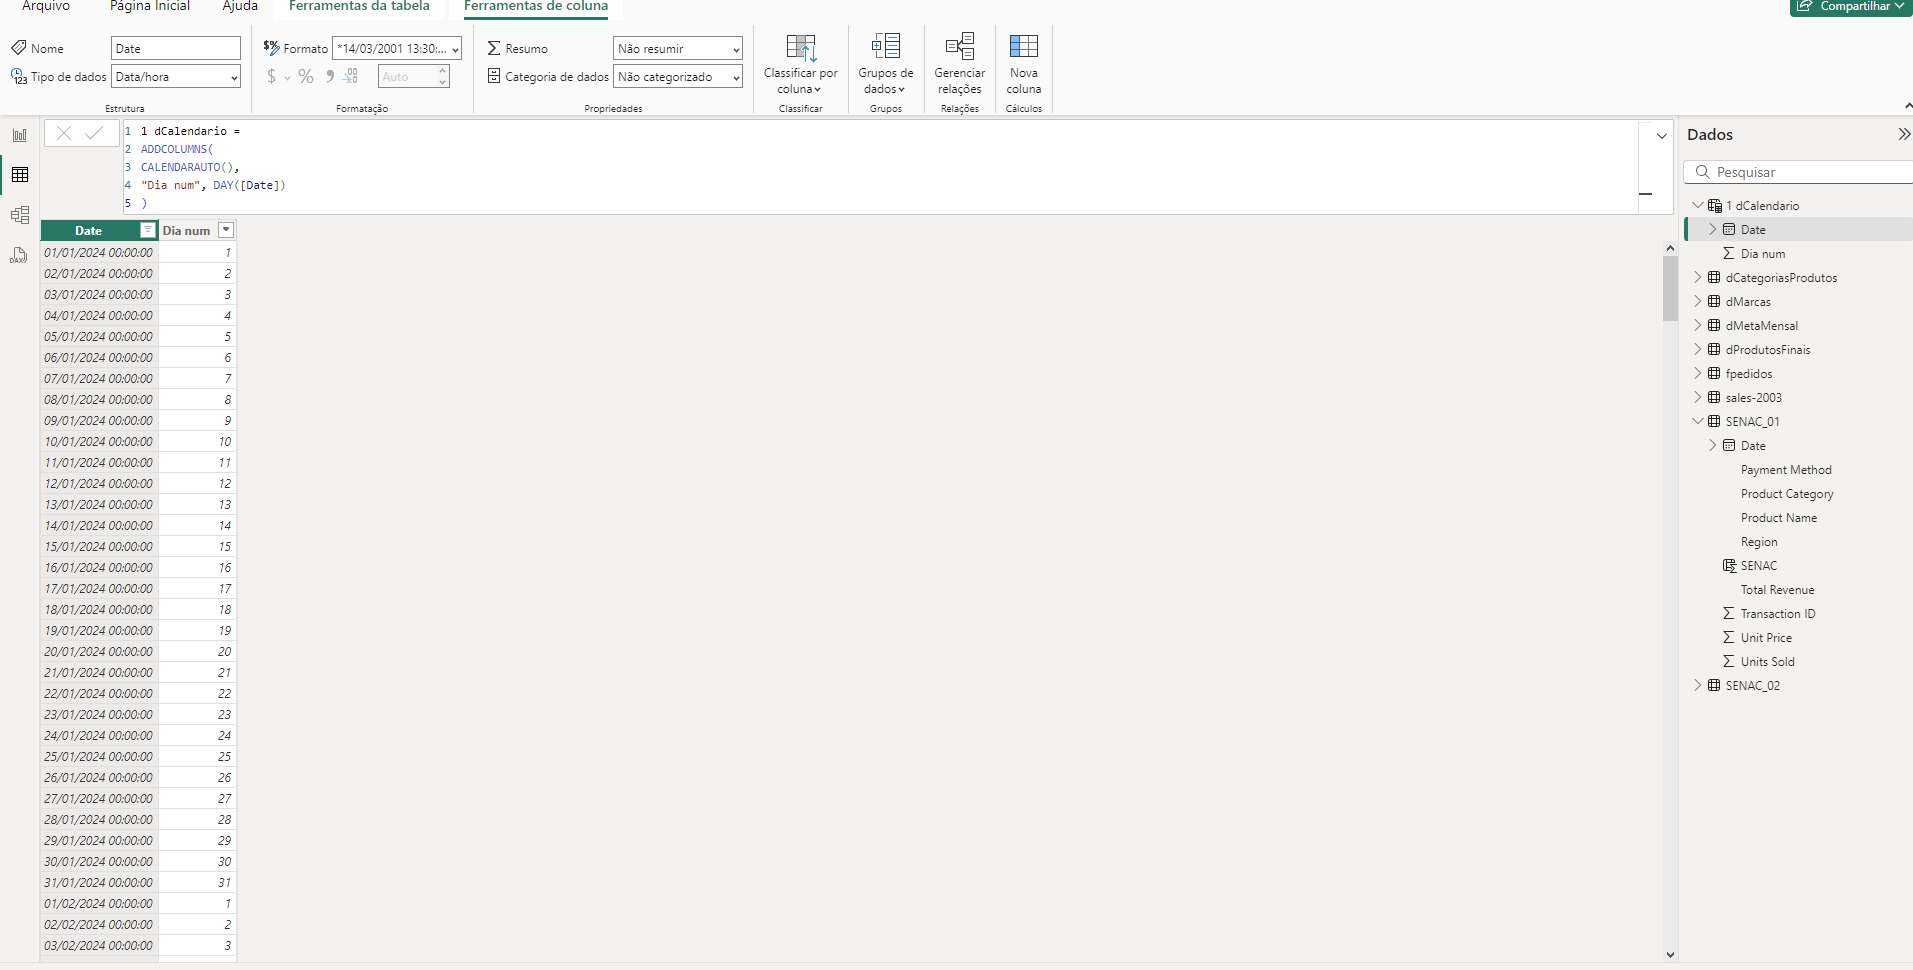 Arquivo Página Inicial Ajuda Ferramentas da tabela Ferramentas de coluna Compartilhar
Nome Date
Tipo de dados Data/hora
Estrutura
$% Formato *14/03/2001 13:30:...
$ % Auto
Formatação
Resumo Não resumir
Categoria de dados Não categorizado
Propriedades
Classificar por
coluna
Classificar
Grupos de
dados
Grupos
Gerenciar
relações
Relações
Nova
coluna
Cálculos
1 1 dCalendario =
2 ADDCOLUMNS(
3 CALENDARAUTO(),
4 "Dia num", DAY([Date])
5 )
Date Dia num
01/01/2024 00:00:00 1
02/01/2024 00:00:00 2
03/01/2024 00:00:00 3
04/01/2024 00:00:00 4
05/01/2024 00:00:00 5
06/01/2024 00:00:00 6
07/01/2024 00:00:00 7
08/01/2024 00:00:00 8
09/01/2024 00:00:00 9
10/01/2024 00:00:00 10
11/01/2024 00:00:00 11
12/01/2024 00:00:00 12
13/01/2024 00:00:00 13
14/01/2024 00:00:00 14
15/01/2024 00:00:00 15
16/01/2024 00:00:00 16
17/01/2024 00:00:00 17
18/01/2024 00:00:00 18
19/01/2024 00:00:00 19
20/01/2024 00:00:00 20
21/01/2024 00:00:00 21
22/01/2024 00:00:00 22
23/01/2024 00:00:00 23
24/01/2024 00:00:00 24
25/01/2024 00:00:00 25
26/01/2024 00:00:00 26
27/01/2024 00:00:00 27
28/01/2024 00:00:00 28
29/01/2024 00:00:00 29
30/01/2024 00:00:00 30
31/01/2024 00:00:00 31
01/02/2024 00:00:00 1
02/02/2024 00:00:00 2
03/02/2024 00:00:00 3
Dados
Pesquisar
1 dCalendario
Date
Dia num
dCategoriasProdutos
dMarcas
dMetaMensal
dProdutosFinais
fpedidos
sales-2003
SENAC_01
Date
Payment Method
Product Category
Product Name
Region
SENAC
Total Revenue
Transaction ID
Unit Price
Units Sold
SENAC_02